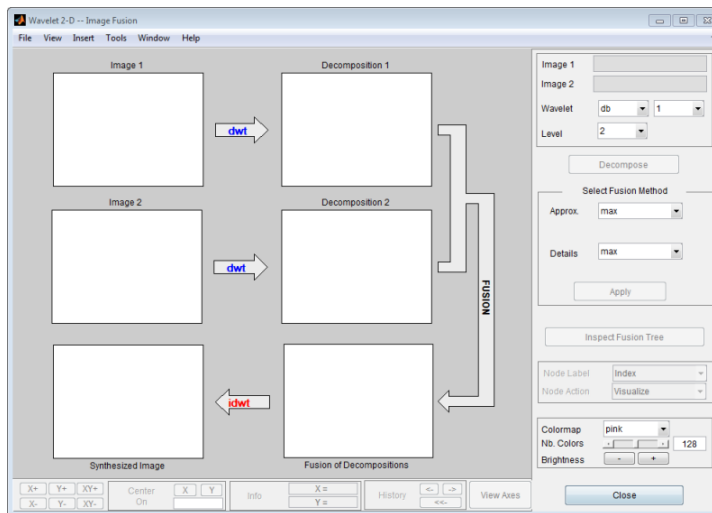 Wavelet 2-D -- Image Fusion
File View Insert Tools Window Help
Image 1
Decomposition 1
dwt
Image 2
Decomposition 2
dwt
FUSION
idwt
Synthesized Image
Fusion of Decompositions
Image 1
Image 2
Wavelet db 1
Level 2
Decompose
Select Fusion Method
Approx. max
Details max
Apply
Inspect Fusion Tree
Node Label Index
Node Action Visualize
Colormap pink
Nb. Colors 128
Brightness - +
Close
X+ Y+ XY+
X- Y- XY-
Center On
X Y
Info
X =
Y =
History
<- ->
<<-
View Axes